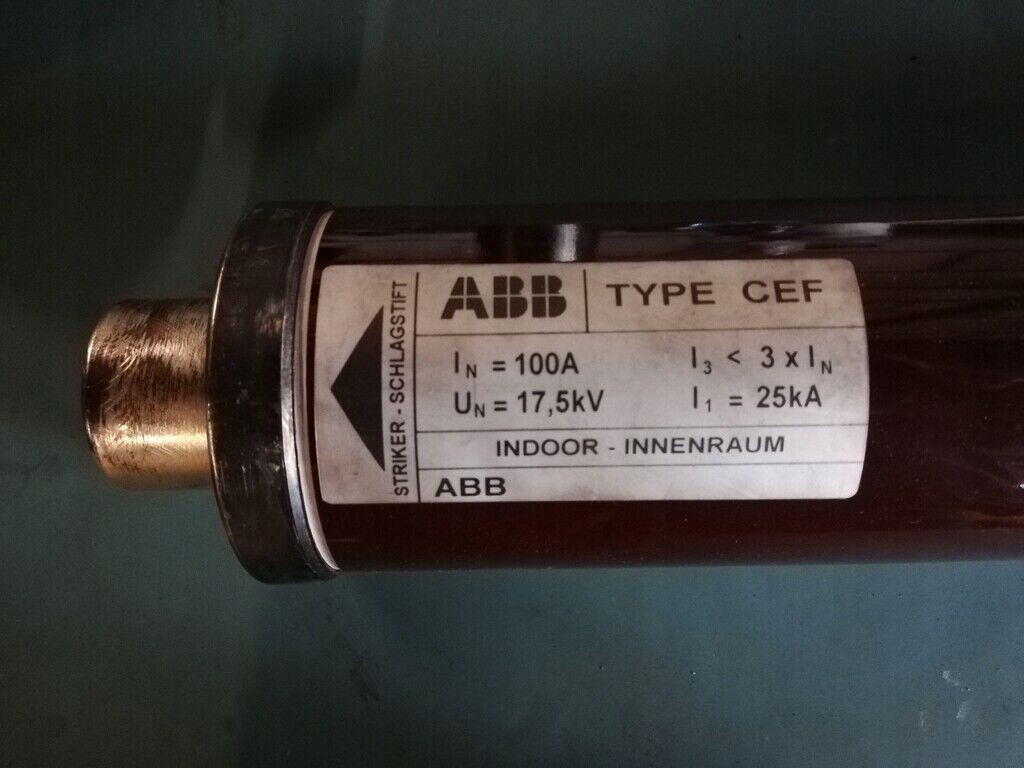 STRIKER - SCHLAGSTIFT
ABB
TYPE CEF
IN = 100A
I3 < 3 x IN
UN = 17,5kV
I1 = 25kA
INDOOR - INNENRAUM
ABB